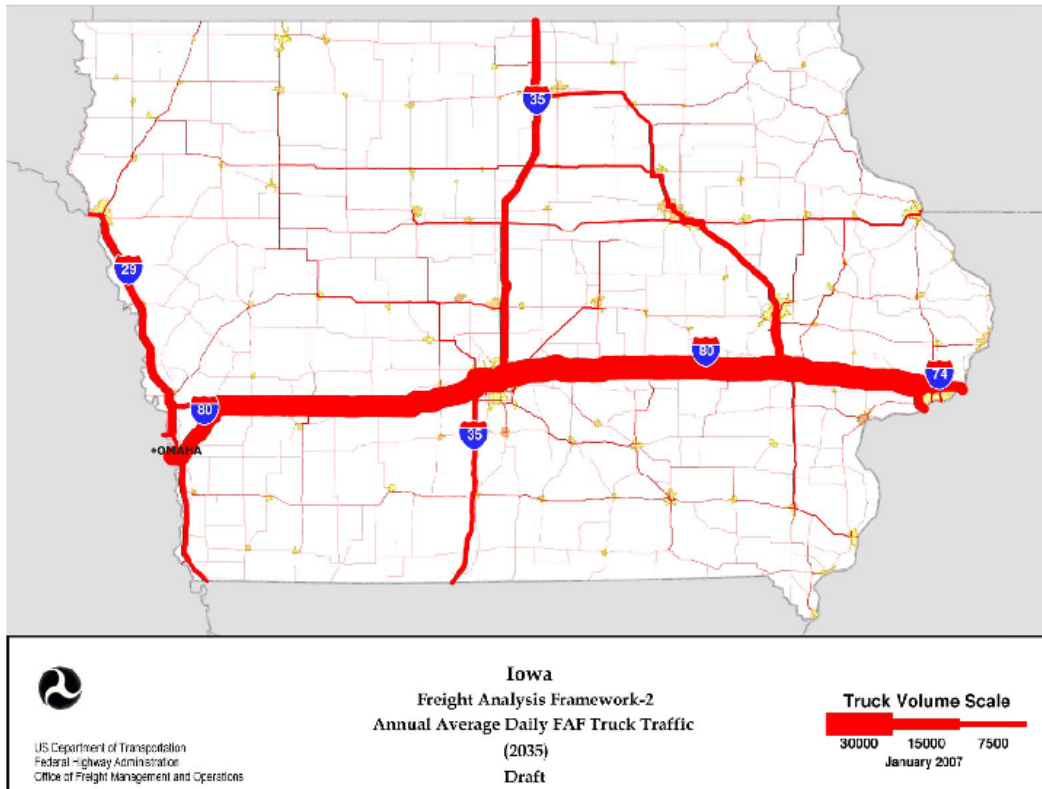 35
29
80
74
80
35
OMAHA
Iowa
Freight Analysis Framework-2
Annual Average Daily FAF Truck Traffic
(2035)
Draft
US Department of Transportation
Federal Highway Administration
Office of Freight Management and Operations
Truck Volume Scale
30000 15000 7500
January 2007